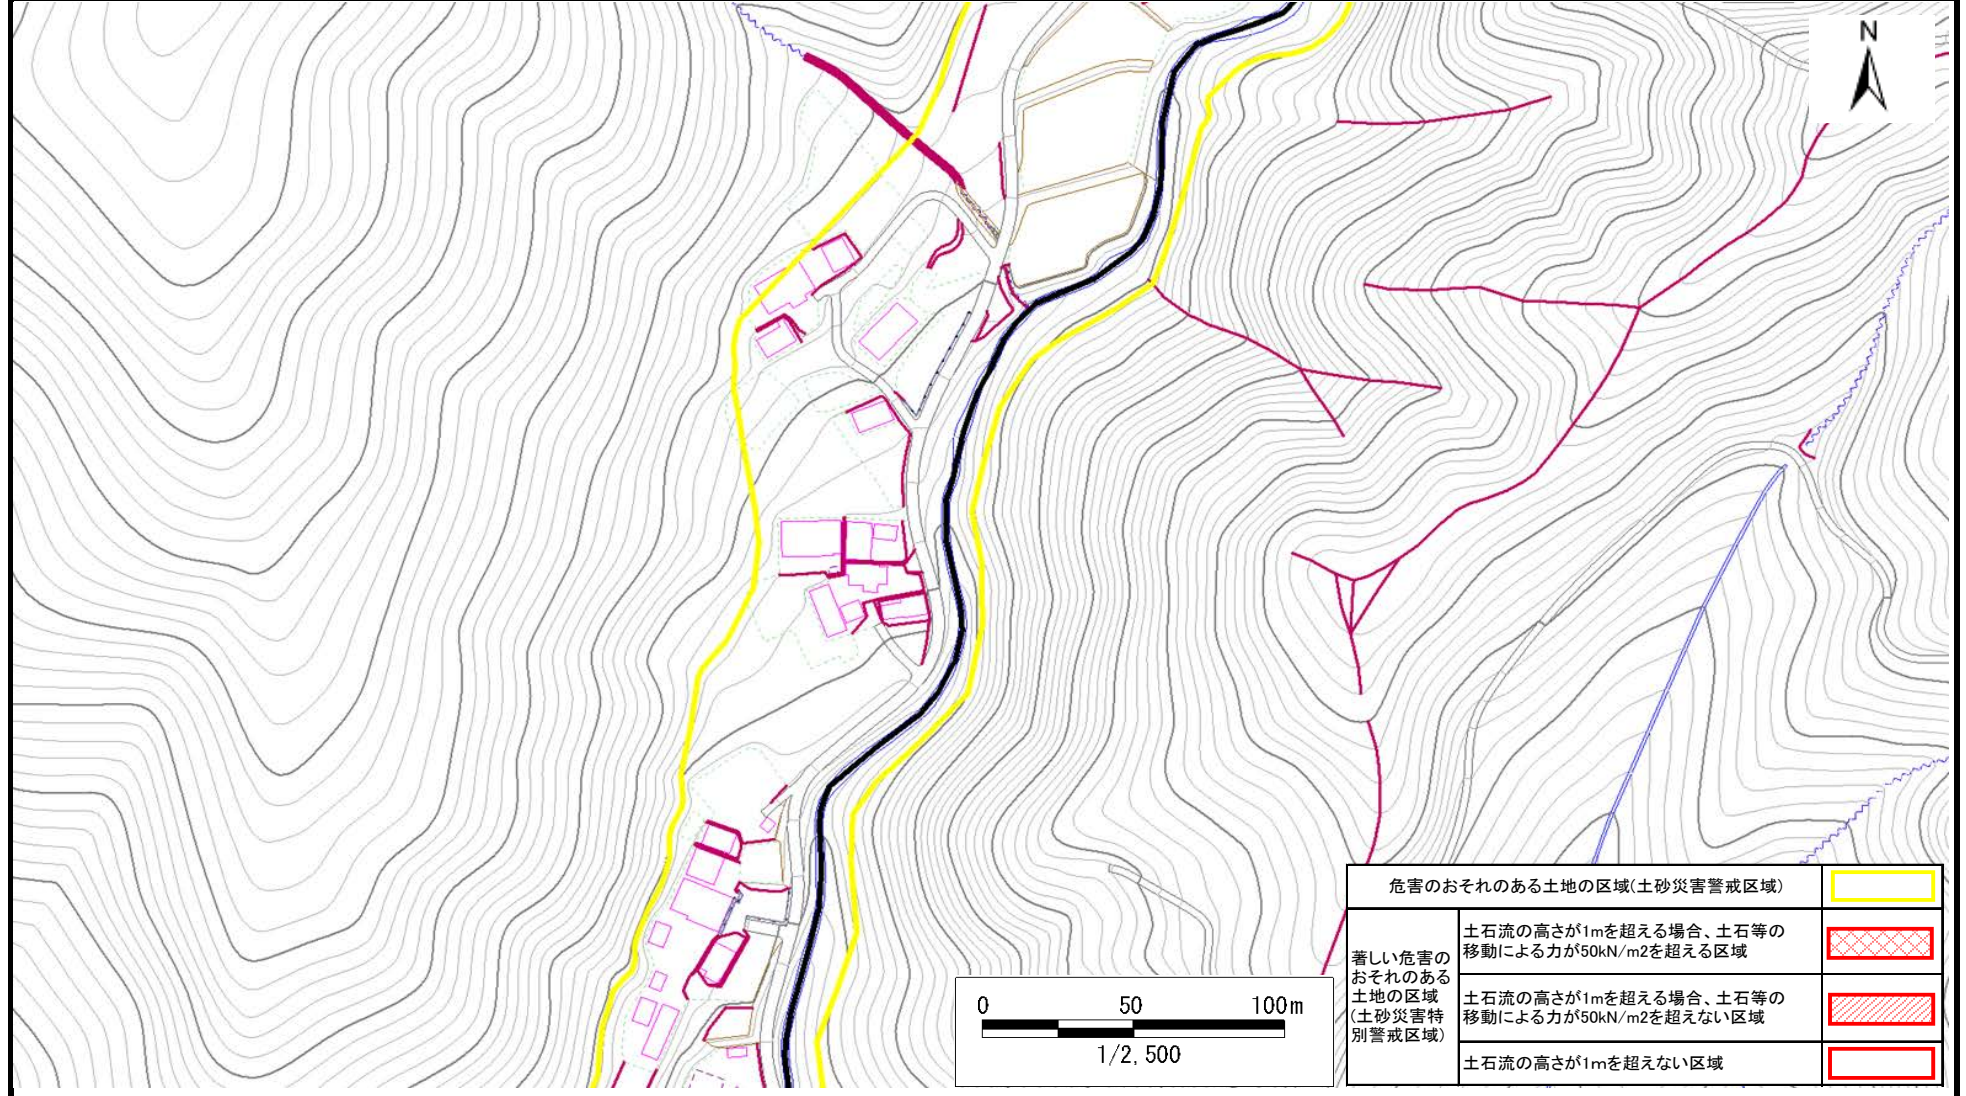 N
危害のおそれのある土地の区域(土砂災害警戒区域)
著しい危害の
おそれのある
土地の区域
(土砂災害特
別警戒区域)
土石流の高さが1mを超える場合、土石等の
移動による力が50kN/m2を超える区域
土石流の高さが1mを超える場合、土石等の
移動による力が50kN/m2を超えない区域
土石流の高さが1mを超えない区域
0 50 100m
1/2,500